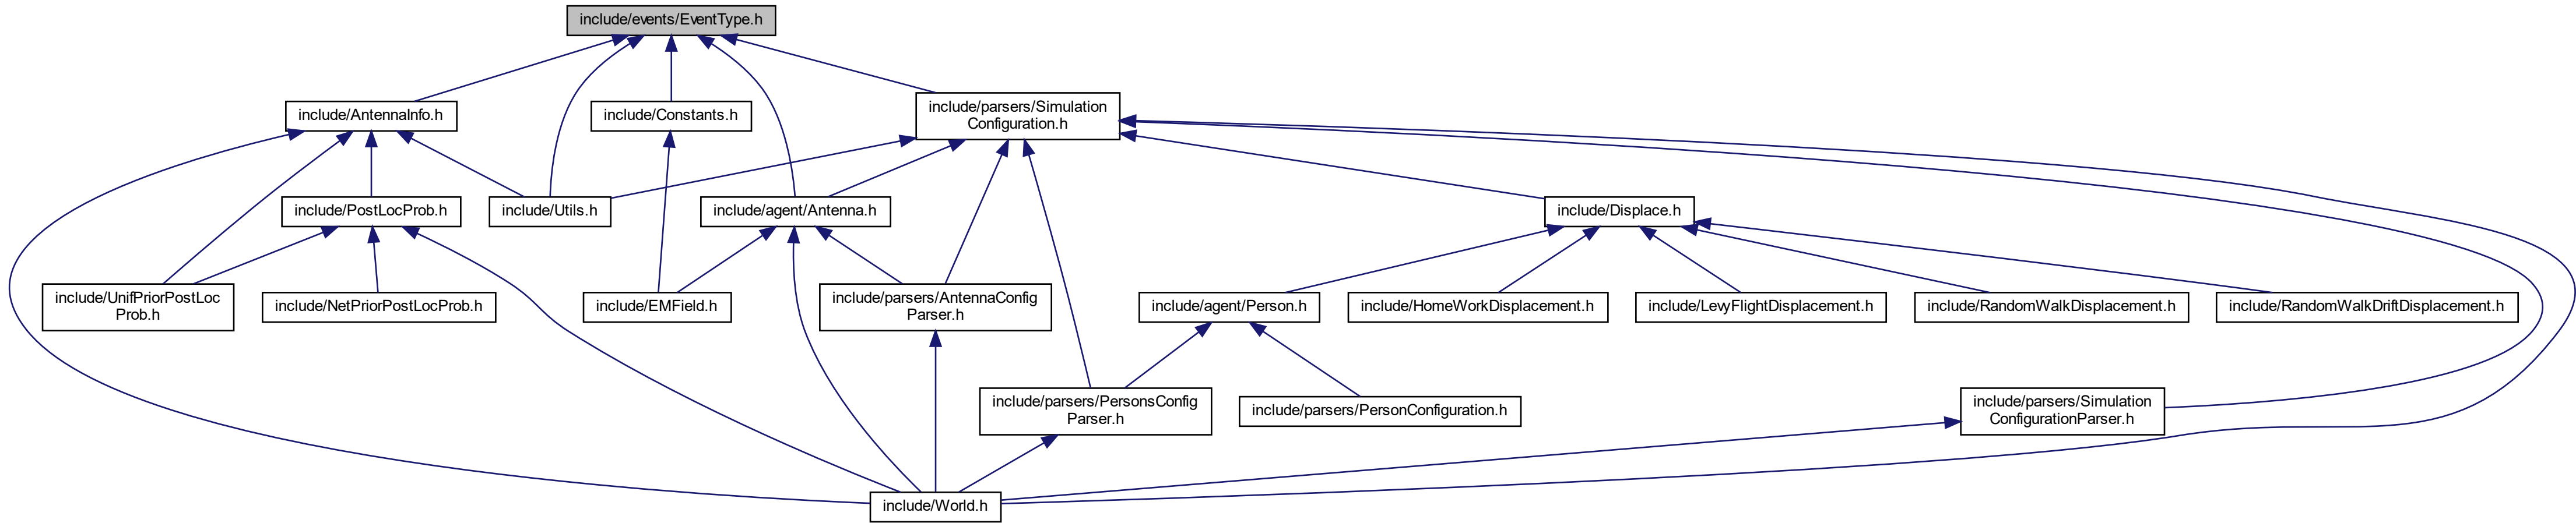 include/events/EventType.h
include/AntennaInfo.h
include/Constants.h
include/parsers/Simulation
Configuration.h
include/PostLocProb.h
include/Utils.h
include/agent/Antenna.h
include/Displace.h
include/UnifPriorPostLoc
Prob.h
include/NetPriorPostLocProb.h
include/EMField.h
include/parsers/AntennaConfig
Parser.h
include/agent/Person.h
include/HomeWorkDisplacement.h
include/LevyFlightDisplacement.h
include/RandomWalkDisplacement.h
include/RandomWalkDriftDisplacement.h
include/parsers/PersonsConfig
Parser.h
include/parsers/PersonConfiguration.h
include/parsers/Simulation
ConfigurationParser.h
include/World.h